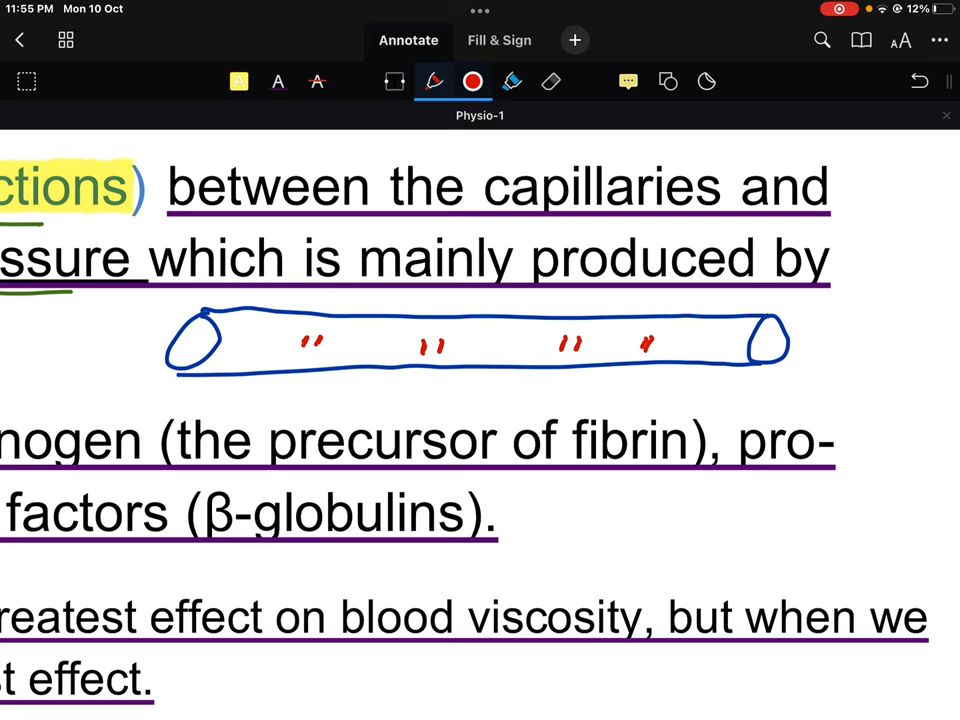 11:55 PM Mon 10 Oct 12%
Annotate Fill & Sign
Physio-1
ctions) between the capillaries and
ssure which is mainly produced by
nogen (the precursor of fibrin), pro-
factors (β-globulins).
reatest effect on blood viscosity, but when we
st effect.